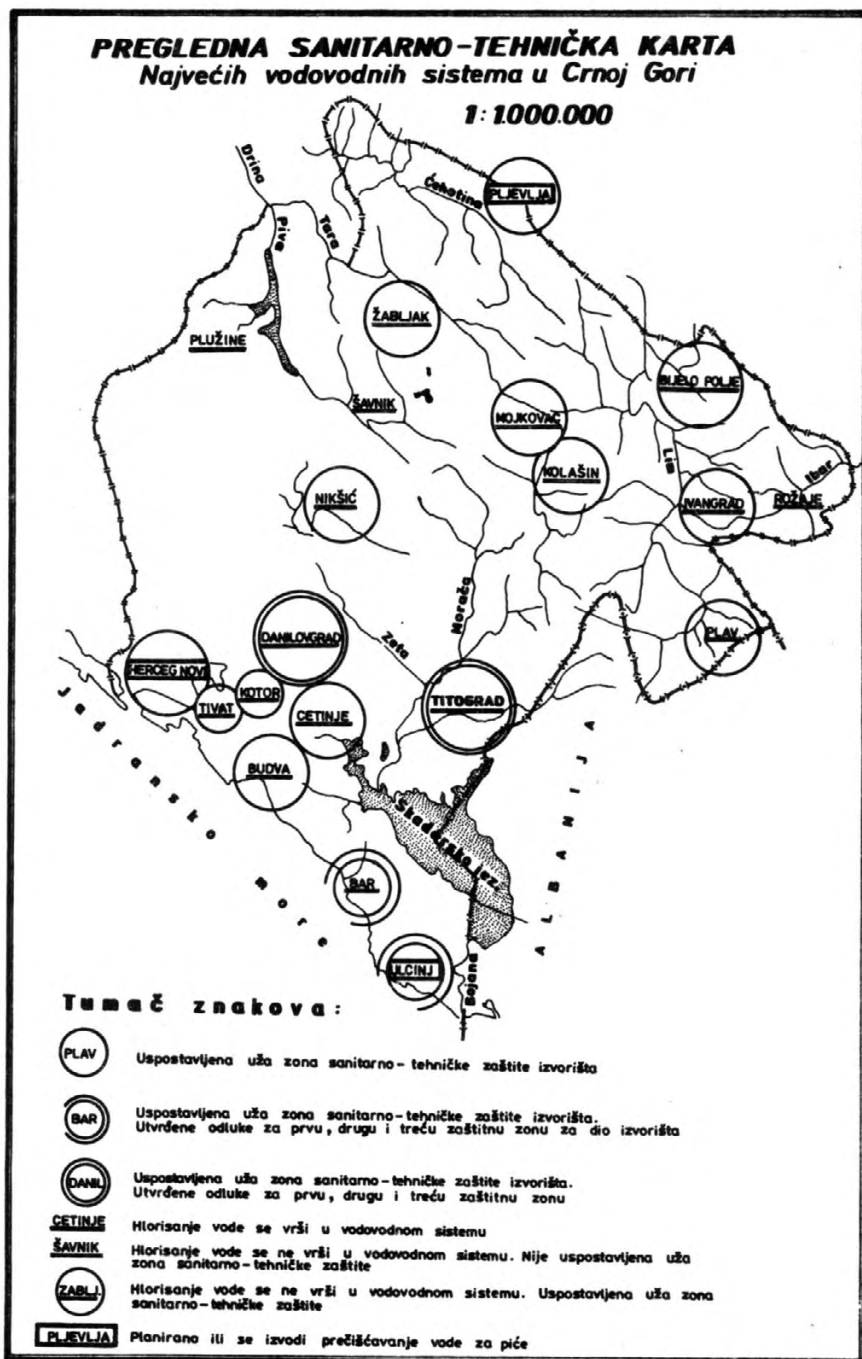 PREGLEDNA SANITARNO-TEHNIČKA KARTA
Najvećih vodovodnih sistema u Crnoj Gori
1:1.000.000
Drina
Piva
Tara
Ćehotina
PLJEVLJA
ŽABLJAK
PLUŽINE
ŠAVNIK
BIJELO POLJE
MOJKOVAC
KOLAŠIN
Lim
Ibar
NIKŠIĆ
IVANGRAD
ROŽAJE
Morača
DANILOVGRAD
Zeta
PLAV
HERCEG NOVI
KOTOR
TIVAT
CETINJE
TITOGRAD
BUDVA
Jadransko more
Skadarsko jez.
ALBANIJA
BAR
ULCINJ
Bojana
Tumač znakova:
PLAV
Uspostavljena uža zona sanitarno-tehničke zaštite izvorišta
BAR
Uspostavljena uža zona sanitarno-tehničke zaštite izvorišta.
Utvrđene odluke za prvu, drugu i treću zaštitnu zonu za dio izvorišta
DANIL
Uspostavljena uža zona sanitarno-tehničke zaštite izvorišta.
Utvrđene odluke za prvu, drugu i treću zaštitnu zonu
CETINJE
Hlorisanje vode se vrši u vodovodnom sistemu
ŠAVNIK
Hlorisanje vode se ne vrši u vodovodnom sistemu. Nije uspostavljena uža
zona sanitarno-tehničke zaštite
ŽABLJ.
Hlorisanje vode se ne vrši u vodovodnom sistemu. Uspostavljena uža zona
sanitarno-tehničke zaštite
PLJEVLJA
Planirano ili se izvodi prečišćavanje vode za piće